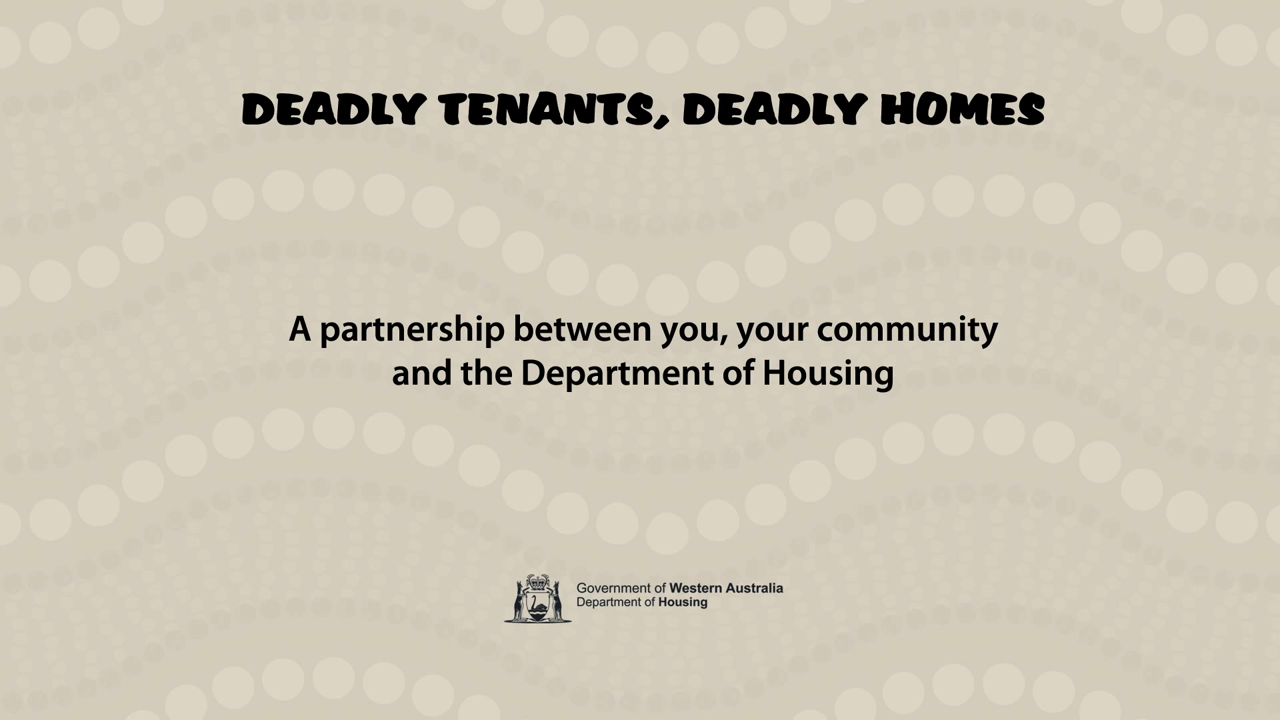 DEADLY TENANTS, DEADLY HOMES
A partnership between you, your community
and the Department of Housing
Government of Western Australia
Department of Housing